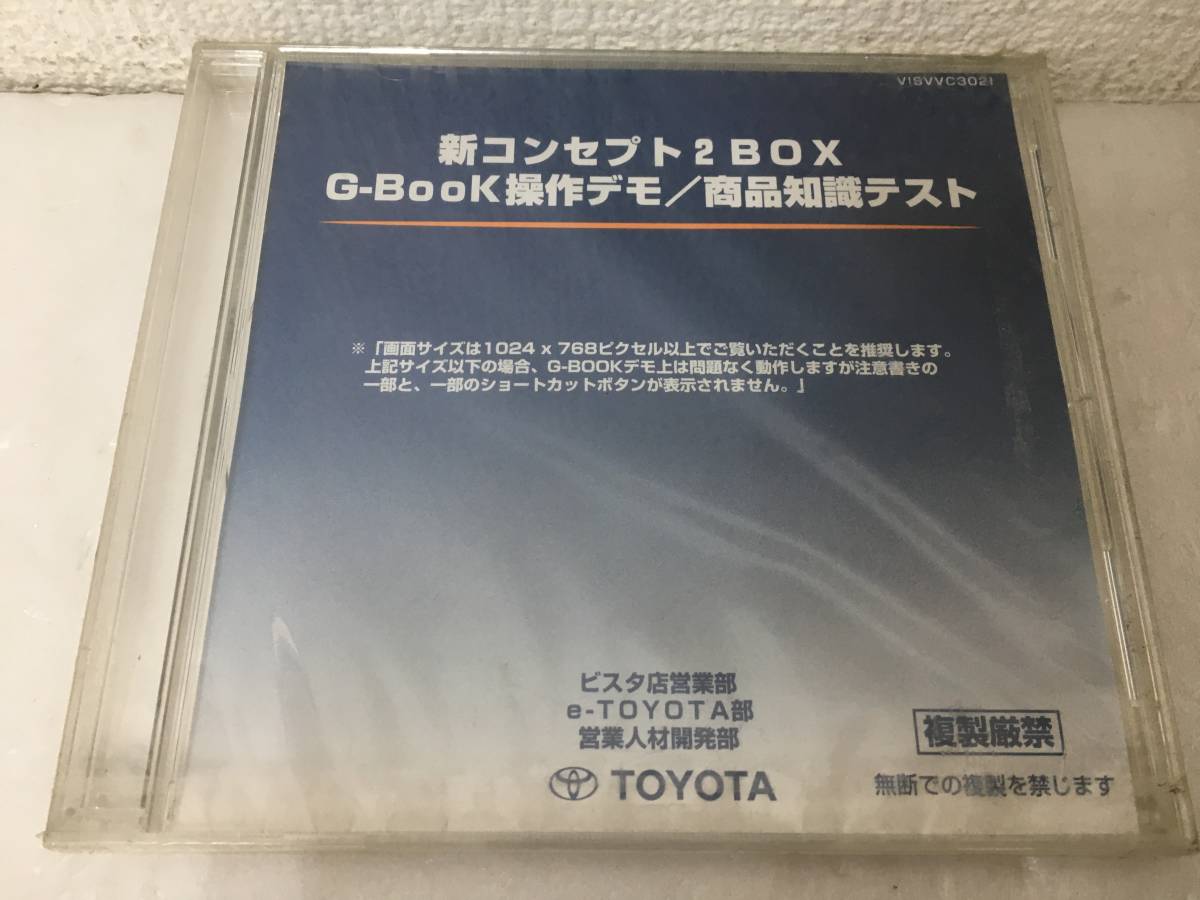 VISVVC3021
新コンセプト2BOX
G-BooK操作デモ／商品知識テスト
※「画面サイズは1024 x 768ピクセル以上でご覧いただくことを推奨します。
上記サイズ以下の場合、G-BOOKデモ上は問題なく動作しますが注意書きの
一部と、一部のショートカットボタンが表示されません。」
ビスタ店営業部
e-TOYOTA部
営業人材開発部
TOYOTA
複製厳禁
無断での複製を禁じます